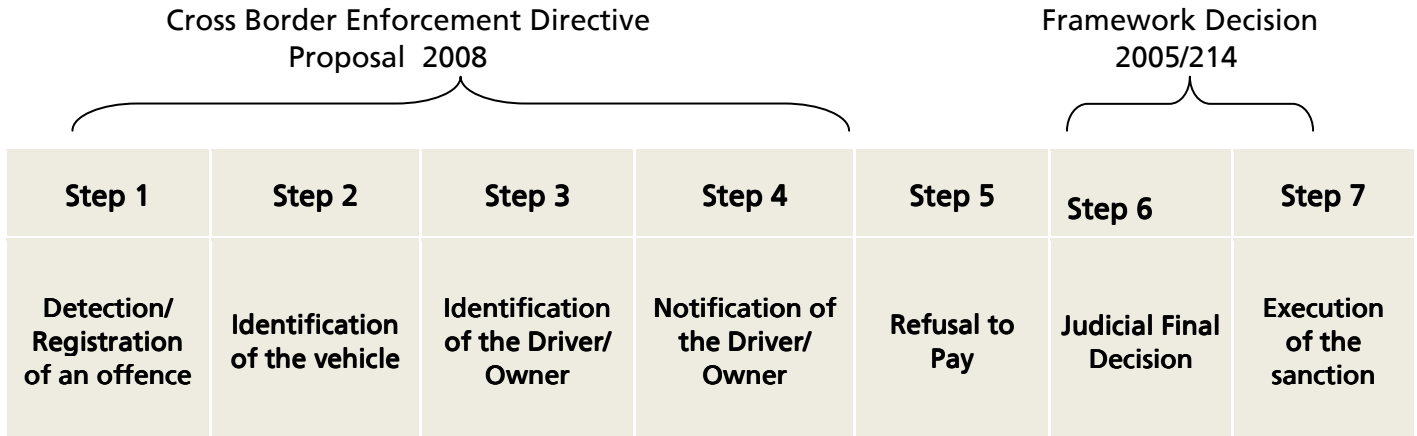 Cross Border Enforcement Directive
Proposal 2008
Framework Decision
2005/214
Step 1
Step 2
Step 3
Step 4
Step 5
Step 6
Step 7
Detection/
Registration
of an offence
Identification
of the vehicle
Identification
of the Driver/
Owner
Notification of
the Driver/
Owner
Refusal to
Pay
Judicial Final
Decision
Execution
of the
sanction